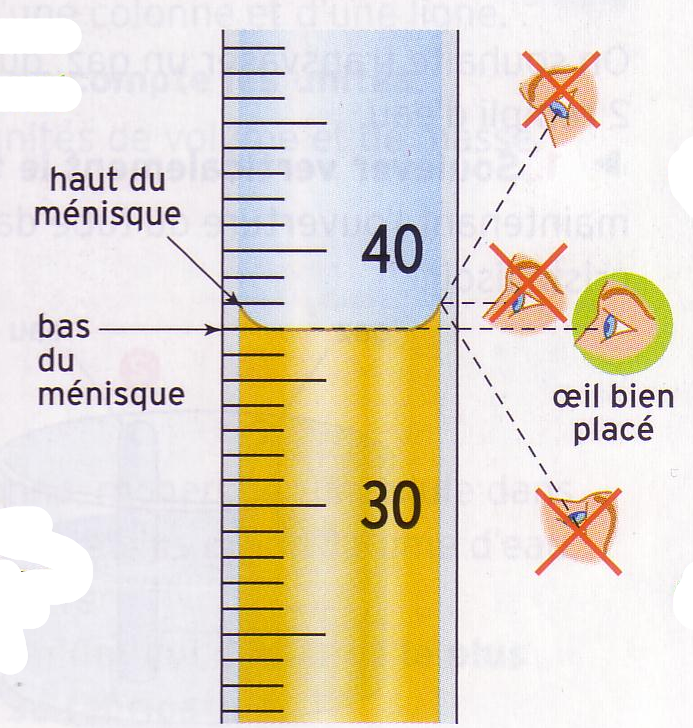 haut du
ménisque
40
bas
du
ménisque
œil bien
placé
30